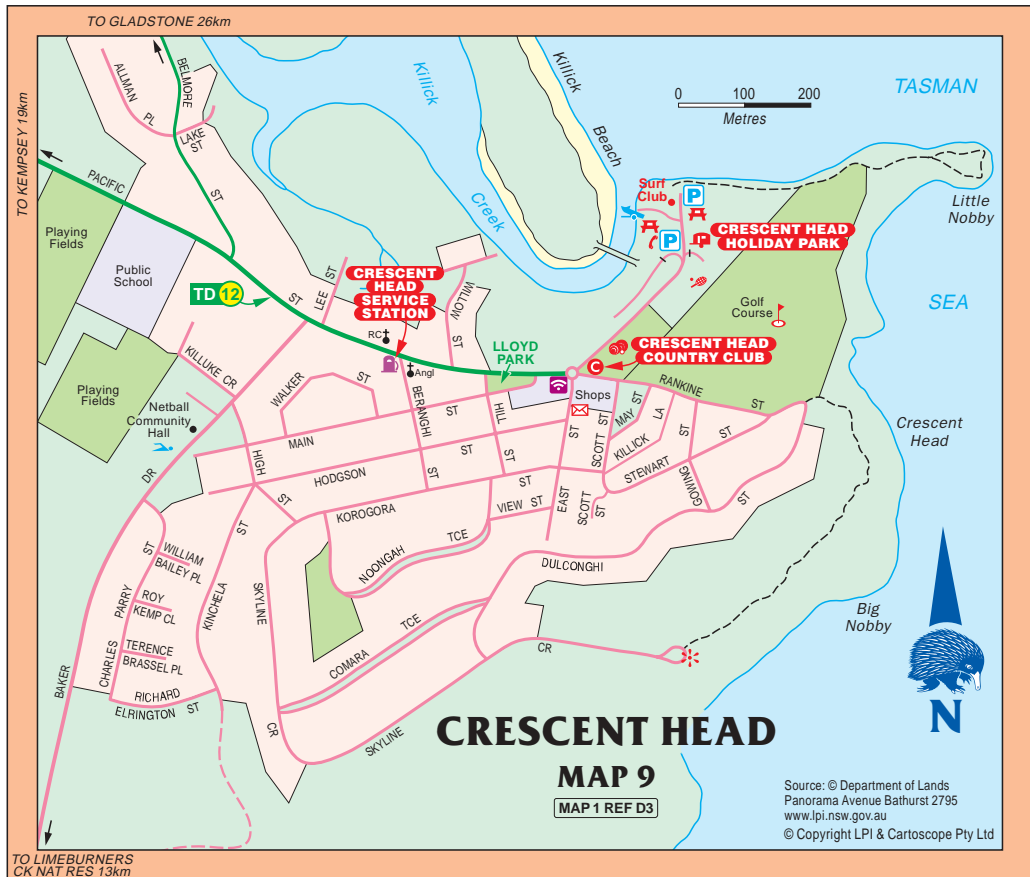 TO GLADSTONE 26km
TO KEMPSEY 19km
ALLMAN
PL
BELMORE
ST
LAKE
ST
Killick
Creek
Killick
Beach
0 100 200
Metres
TASMAN
SEA
PACIFIC
ST
Playing
Fields
Public
School
TD 12
LEE ST
Surf
Club
P
P
CRESCENT HEAD
HOLIDAY PARK
Little
Nobby
CRESCENT
HEAD
SERVICE
STATION
WILLOW
ST
RC
Angl
LLOYD
PARK
Golf
Course
C
CRESCENT HEAD
COUNTRY CLUB
KILLUKE CR
Playing
Fields
Netball
Community
Hall
WALKER ST
BERANGHI
ST
MAIN ST
HILL
ST
Shops
RANKINE ST
MAY ST
KILLICK LA
SCOTT ST
STEWART ST
GOWING
ST
EAST
ST
SCOTT
ST
Crescent
Head
HIGH
ST
HODGSON ST
KOROGORA ST
VIEW ST
NOONGAH TCE
DULCONGHI ST
DR
BAKER
PARRY
ST
CHARLES
WILLIAM
BAILEY PL
ROY
KEMP CL
TERENCE
BRASSEL PL
RICHARD
ELRINGTON ST
KINCHELA
ST
SKYLINE
CR
COMARA TCE
SKYLINE
CR
Big
Nobby
N
CRESCENT HEAD
MAP 9
MAP 1 REF D3
Source: © Department of Lands
Panorama Avenue Bathurst 2795
www.lpi.nsw.gov.au
© Copyright LPI & Cartoscope Pty Ltd
TO LIMEBURNERS
CK NAT RES 13km